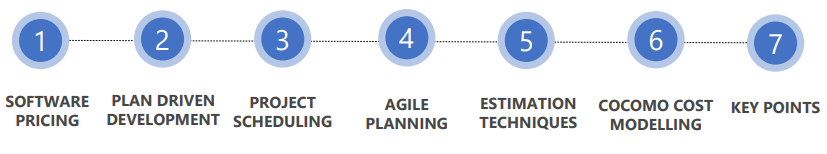 1
2
3
4
5
6
7
SOFTWARE
PRICING
PLAN DRIVEN
DEVELOPMENT
PROJECT
SCHEDULING
AGILE
PLANNING
ESTIMATION
TECHNIQUES
COCOMO COST
MODELLING
KEY POINTS